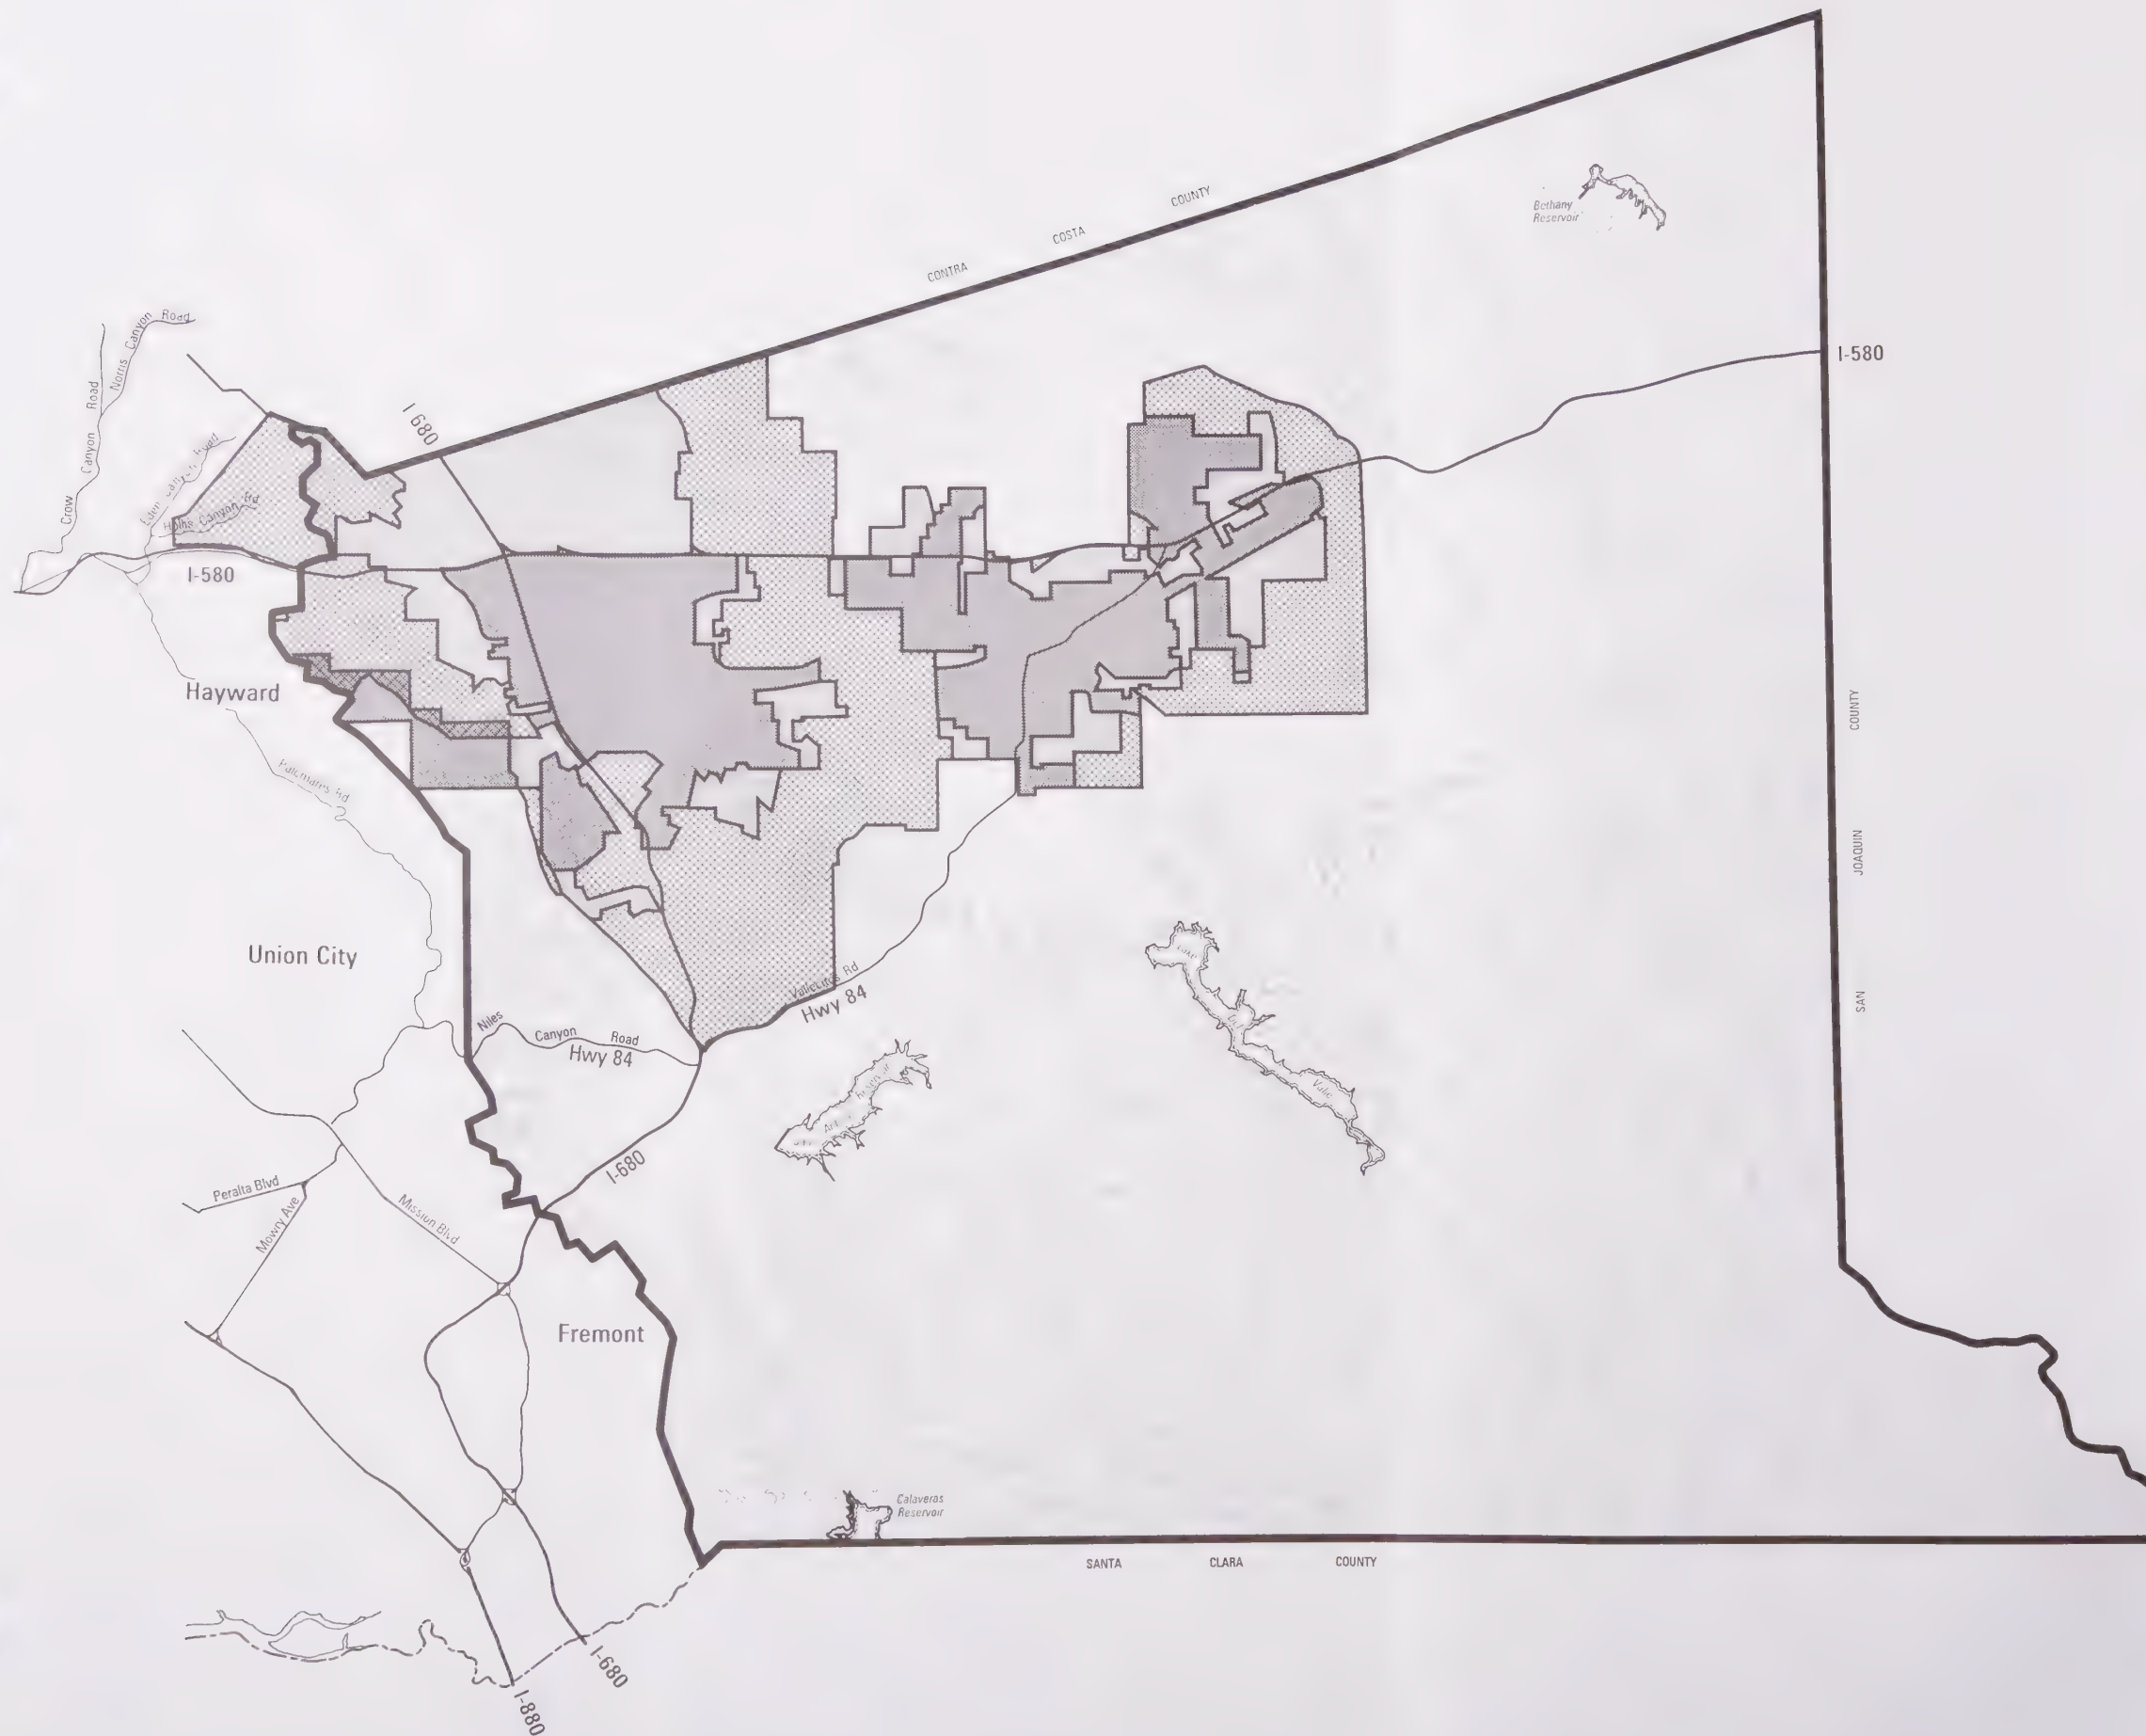 CONTRA COSTA COUNTY
Bethany
Reservoir
Norris Canyon Road
Crow Canyon Road
I 680
I-580
Hollis Canyon Rd
I-580
Hayward
Palomares Rd
COUNTY
JOAQUIN
SAN
Union City
Vallecitos Rd
Hwy 84
Niles Canyon Road
Hwy 84
Valle
I-680
Peralta Blvd
Mowry Ave
Mission Blvd
Fremont
Calaveras
Reservoir
SANTA CLARA COUNTY
I-680
I-880